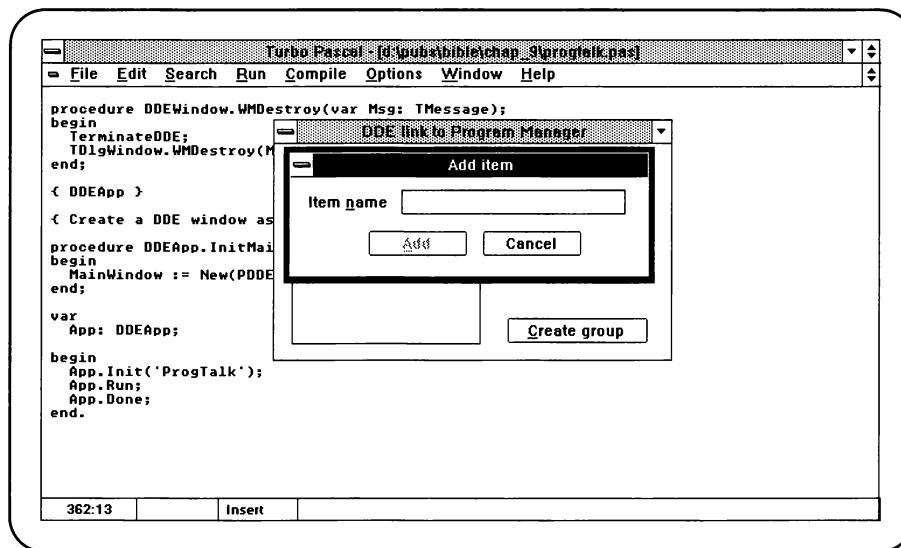 Turbo Pascal - [d:\pubs\bible\chap_9\progtalk.pas]
File Edit Search Run Compile Options Window Help
procedure DDEWindow.WMDestroy(var Msg: TMessage);
begin
TerminateDDE;
TDlgWindow.WMDestroy(M
end;
{ DDEApp }
{ Create a DDE window as
procedure DDEApp.InitMai
begin
MainWindow := New(PDDE
end;
var
App: DDEApp;
begin
App.Init('ProgTalk');
App.Run;
App.Done;
end.
DDE link to Program Manager
Add item
Item name
Add Cancel
Create group
362:13 Insert